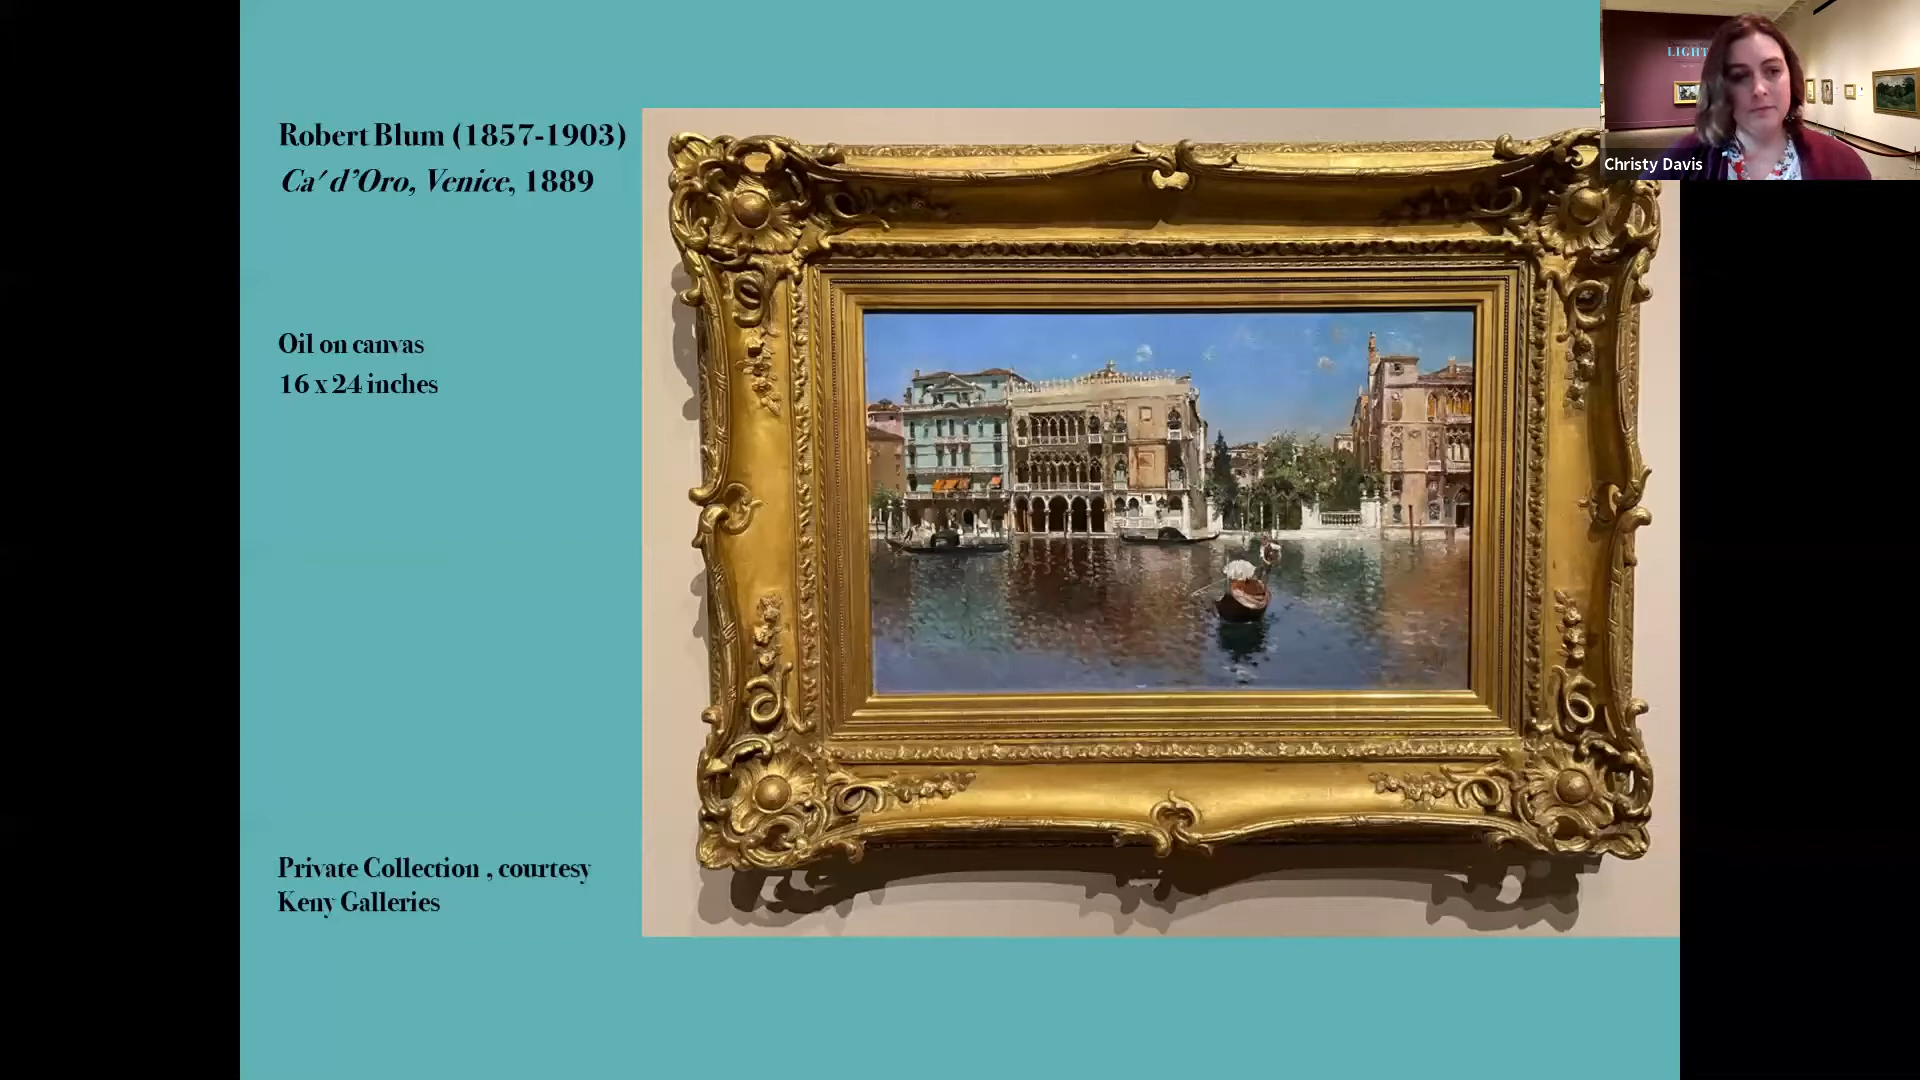 Robert Blum (1857-1903)
Ca' d'Oro, Venice, 1889
Oil on canvas
16 x 24 inches
Private Collection , courtesy
Keny Galleries
LIGHT
Christy Davis